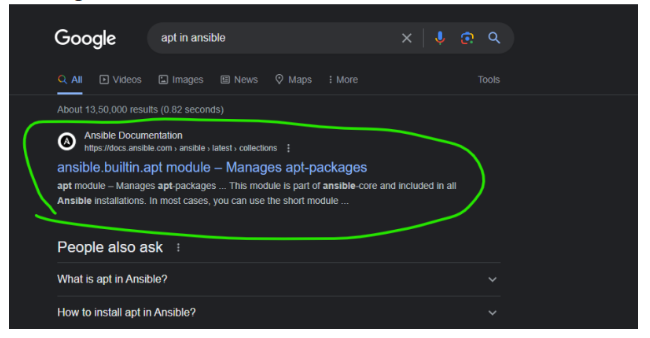 Google
apt in ansible
All Videos Images News Maps More Tools
About 13,50,000 results (0.82 seconds)
A
Ansible Documentation
https://docs.ansible.com › ansible › latest › collections
ansible.builtin.apt module – Manages apt-packages
apt module – Manages apt-packages ... This module is part of ansible-core and included in all
Ansible installations. In most cases, you can use the short module ...
People also ask
What is apt in Ansible?
How to install apt in Ansible?